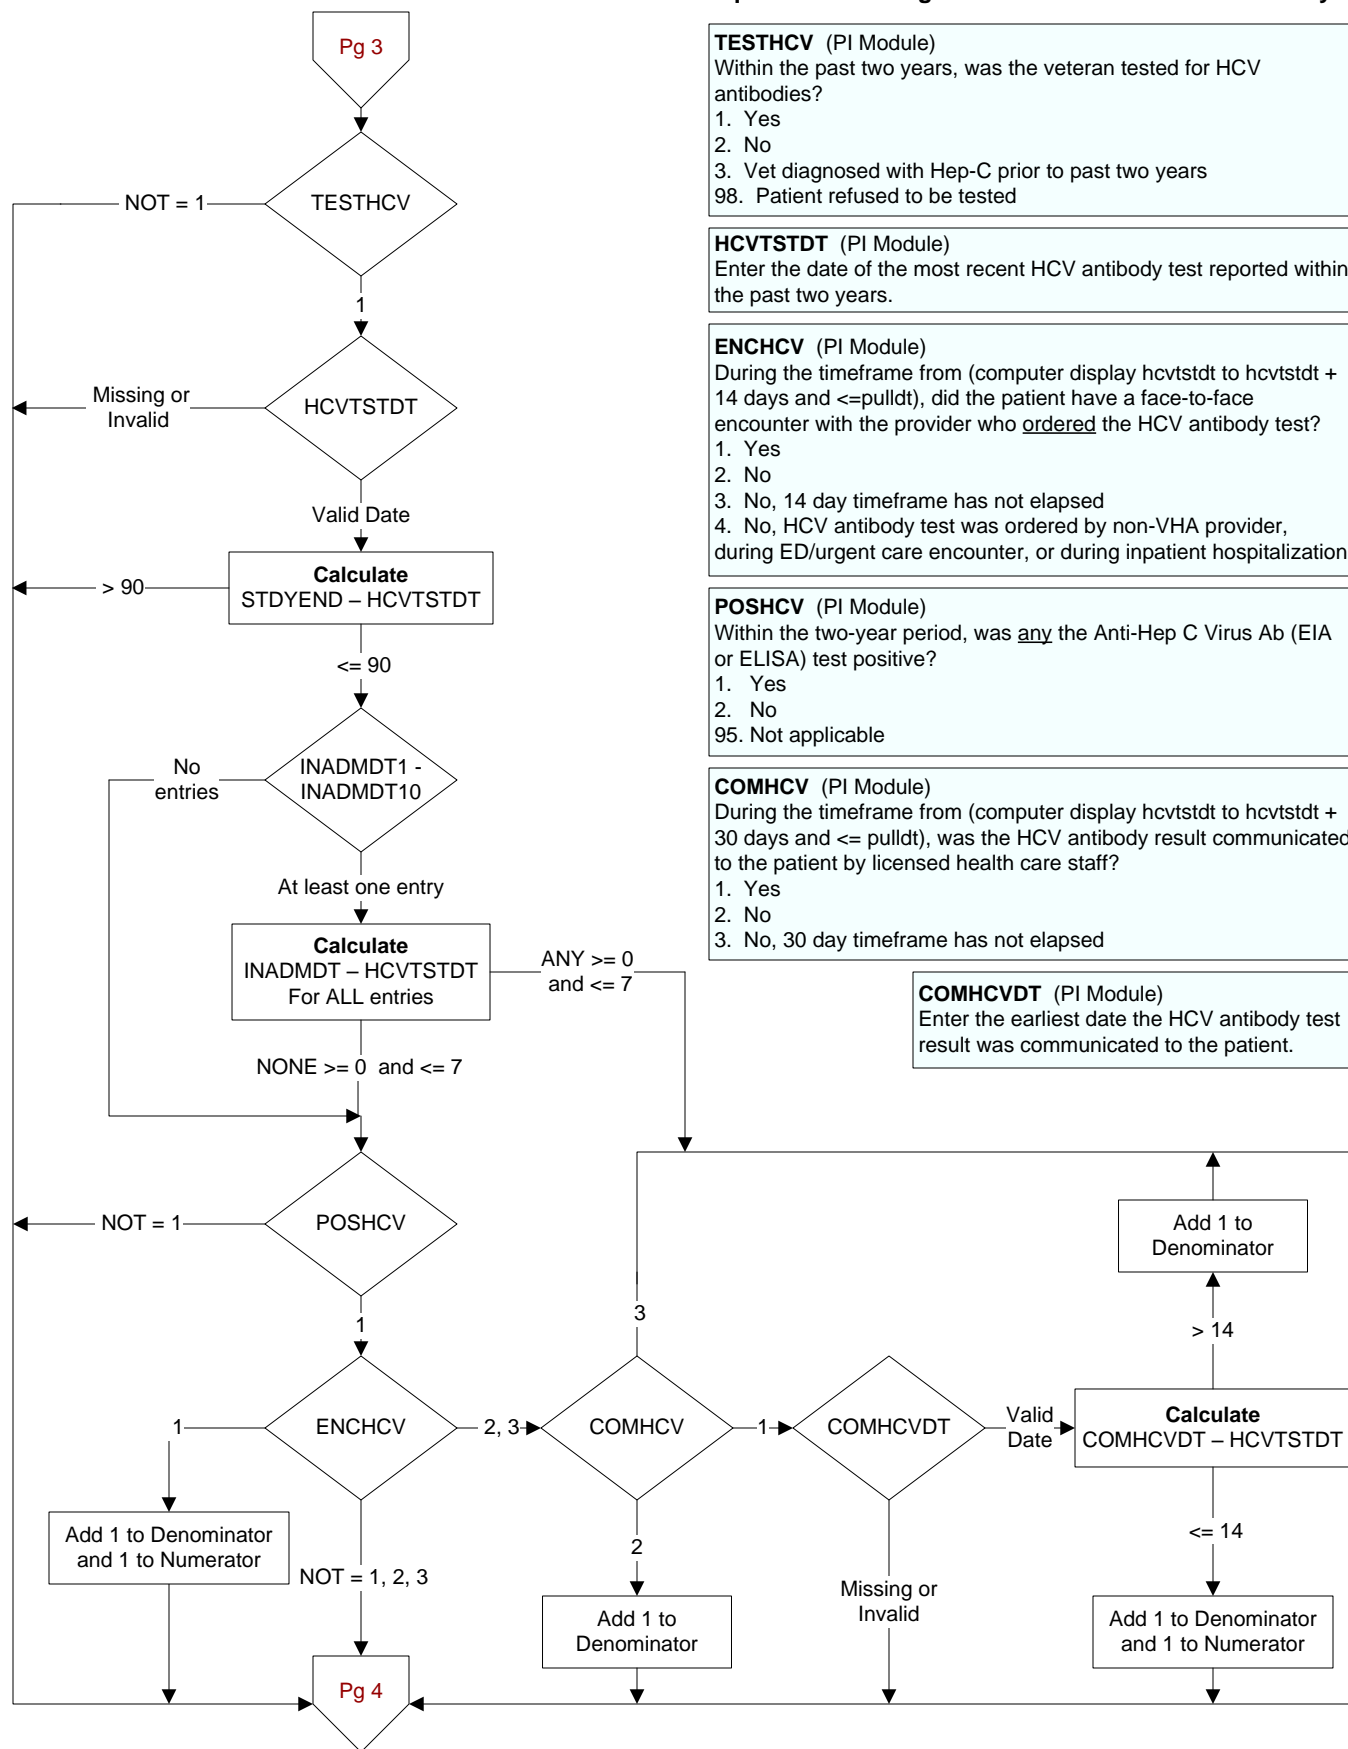 Pg 3
TESTHCV
NOT = 1
1
HCVTSTDT
Missing or
Invalid
Valid Date
Calculate
STDYEND – HCVTSTDT
> 90
<= 90
INADMDT1 -
INADMDT10
No
entries
At least one entry
Calculate
INADMDT – HCVTSTDT
For ALL entries
ANY >= 0
and <= 7
NONE >= 0 and <= 7
POSHCV
NOT = 1
1
ENCHCV
1
2, 3
NOT = 1, 2, 3
Add 1 to Denominator
and 1 to Numerator
COMHCV
3
1
2
Add 1 to
Denominator
COMHCVDT
Valid
Date
Missing or
Invalid
Calculate
COMHCVDT – HCVTSTDT
> 14
Add 1 to
Denominator
<= 14
Add 1 to Denominator
and 1 to Numerator
Pg 4
TESTHCV (PI Module)
Within the past two years, was the veteran tested for HCV
antibodies?
1. Yes
2. No
3. Vet diagnosed with Hep-C prior to past two years
98. Patient refused to be tested
HCVTSTDT (PI Module)
Enter the date of the most recent HCV antibody test reported within
the past two years.
ENCHCV (PI Module)
During the timeframe from (computer display hcvtstdt to hcvtstdt +
14 days and <=pulldt), did the patient have a face-to-face
encounter with the provider who ordered the HCV antibody test?
1. Yes
2. No
3. No, 14 day timeframe has not elapsed
4. No, HCV antibody test was ordered by non-VHA provider,
during ED/urgent care encounter, or during inpatient hospitalization
POSHCV (PI Module)
Within the two-year period, was any the Anti-Hep C Virus Ab (EIA
or ELISA) test positive?
1. Yes
2. No
95. Not applicable
COMHCV (PI Module)
During the timeframe from (computer display hcvtstdt to hcvtstdt +
30 days and <= pulldt), was the HCV antibody result communicated
to the patient by licensed health care staff?
1. Yes
2. No
3. No, 30 day timeframe has not elapsed
COMHCVDT (PI Module)
Enter the earliest date the HCV antibody test
result was communicated to the patient.